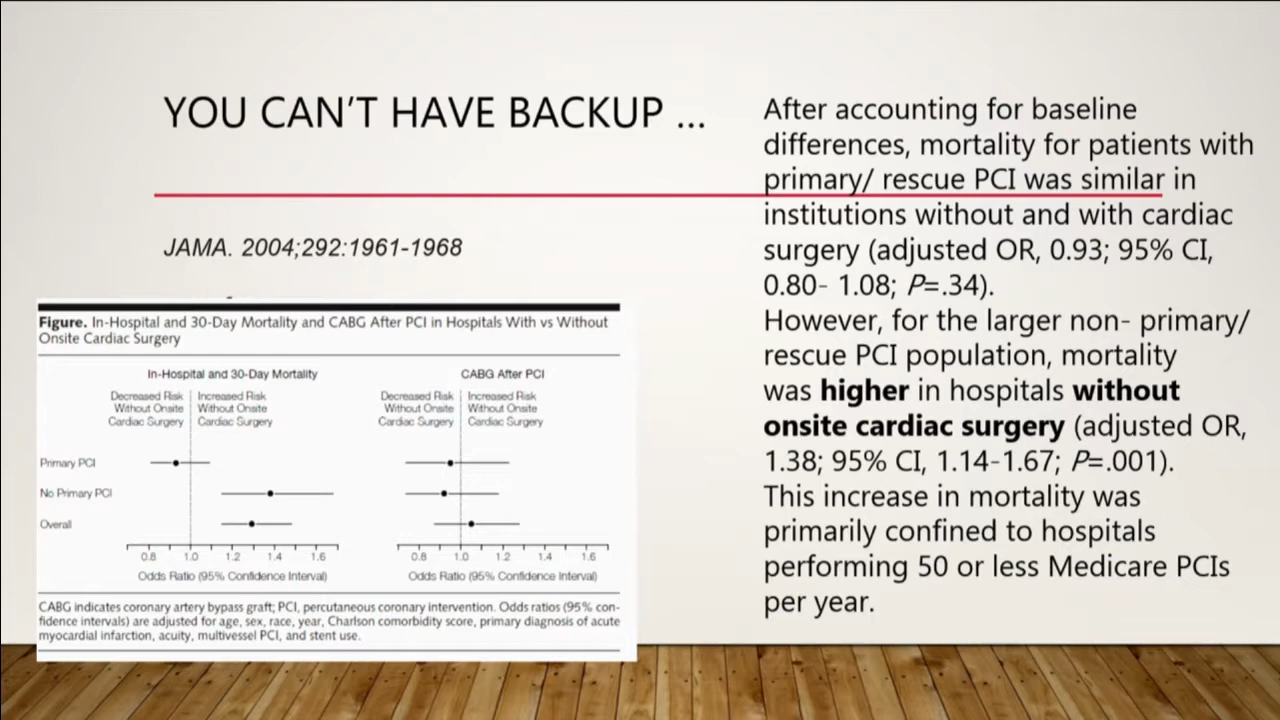 YOU CAN'T HAVE BACKUP ...
JAMA. 2004;292:1961-1968
Figure. In-Hospital and 30-Day Mortality and CABG After PCI in Hospitals With vs Without
Onsite Cardiac Surgery
In-Hospital and 30-Day Mortality
Decreased Risk
Without Onsite
Cardiac Surgery
Increased Risk
Without Onsite
Cardiac Surgery
CABG After PCI
Decreased Risk
Without Onsite
Cardiac Surgery
Increased Risk
Without Onsite
Cardiac Surgery
Primary PCI
No Primary PCI
Overall
0.8 1.0 1.2 1.4 1.6
Odds Ratio (95% Confidence Interval)
0.8 1.0 1.2 1.4 1.6
Odds Ratio (95% Confidence Interval)
CABG indicates coronary artery bypass graft; PCI, percutaneous coronary intervention. Odds ratios (95% con-
fidence intervals) are adjusted for age, sex, race, year, Charlson comorbidity score, primary diagnosis of acute
myocardial infarction, acuity, multivessel PCI, and stent use.
After accounting for baseline
differences, mortality for patients with
primary/ rescue PCI was similar in
institutions without and with cardiac
surgery (adjusted OR, 0.93; 95% CI,
0.80- 1.08; P=.34).
However, for the larger non- primary/
rescue PCI population, mortality
was higher in hospitals without
onsite cardiac surgery (adjusted OR,
1.38; 95% CI, 1.14-1.67; P=.001).
This increase in mortality was
primarily confined to hospitals
performing 50 or less Medicare PCIs
per year.